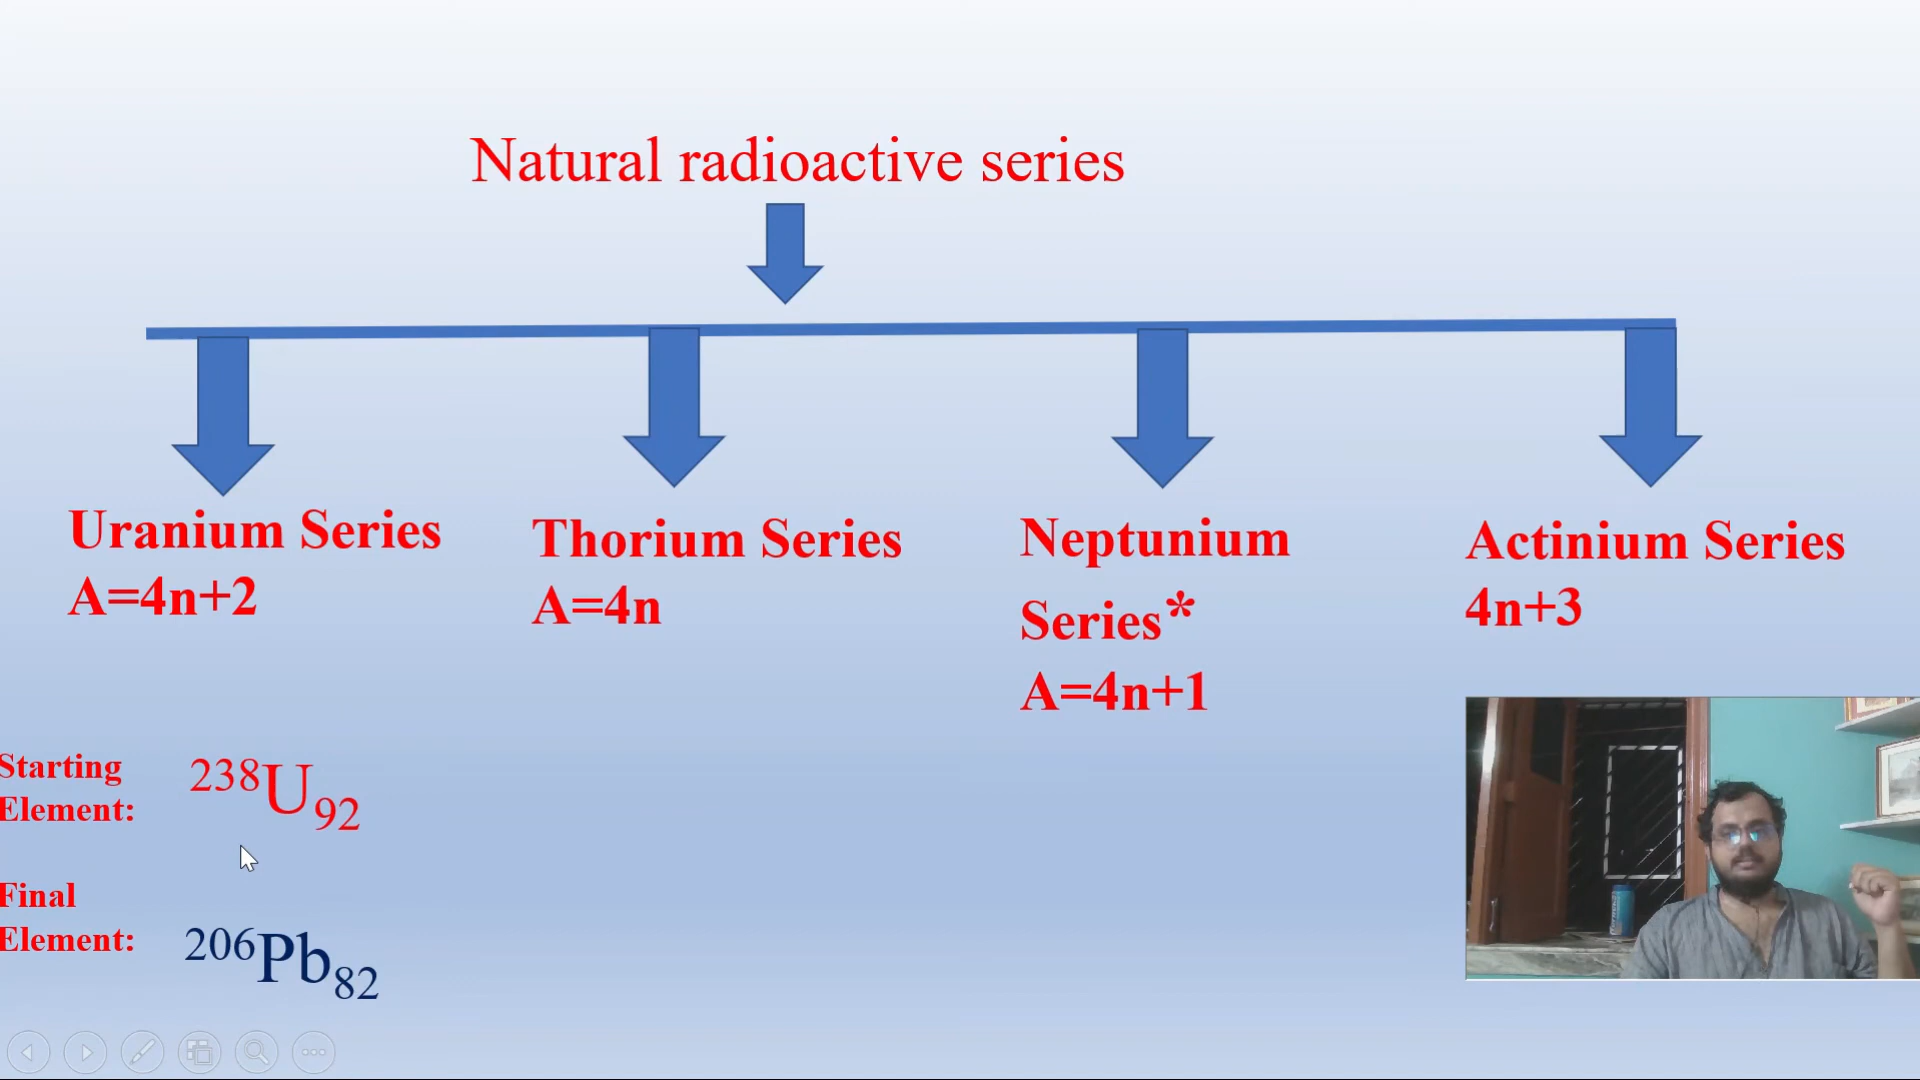 Natural radioactive series
Uranium Series
A=4n+2
Thorium Series
A=4n
Neptunium
Series*
A=4n+1
Actinium Series
4n+3
Starting
Element:
²³⁸U₉₂
Final
Element:
²⁰⁶Pb₈₂